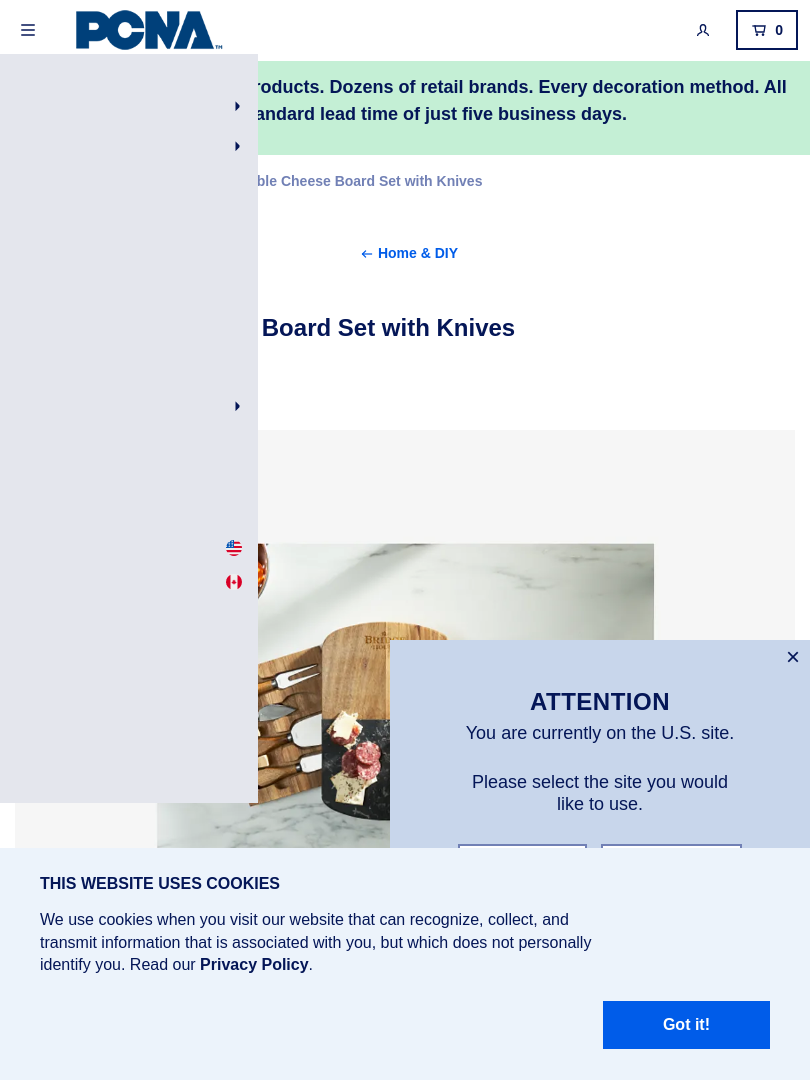 PCNA™
0
roducts. Dozens of retail brands. Every decoration method. All
andard lead time of just five business days.
ble Cheese Board Set with Knives
← Home & DIY
Board Set with Knives
×
ATTENTION
You are currently on the U.S. site.
Please select the site you would
like to use.
THIS WEBSITE USES COOKIES
We use cookies when you visit our website that can recognize, collect, and
transmit information that is associated with you, but which does not personally
identify you. Read our Privacy Policy.
Got it!